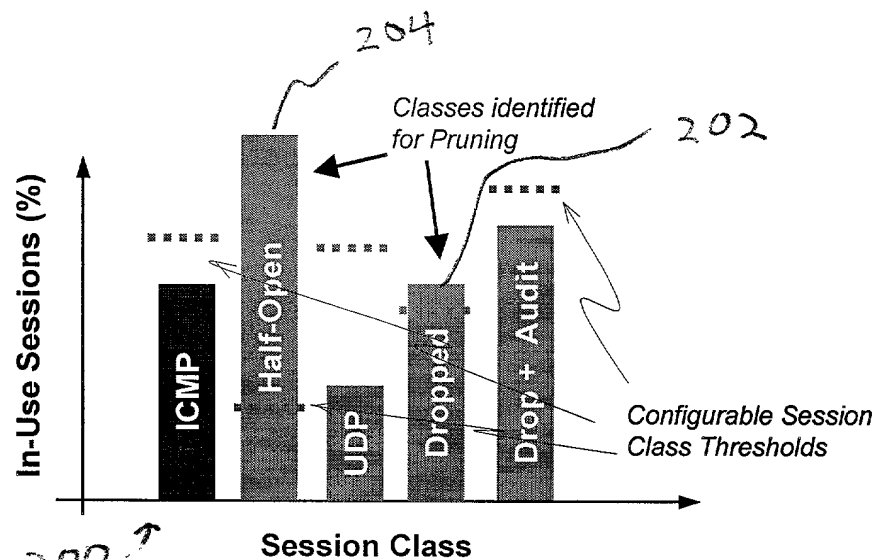 204
Classes identified
for Pruning
202
In-Use Sessions (%)
ICMP
Half-Open
UDP
Dropped
Drop + Audit
Configurable Session
Class Thresholds
200
Session Class